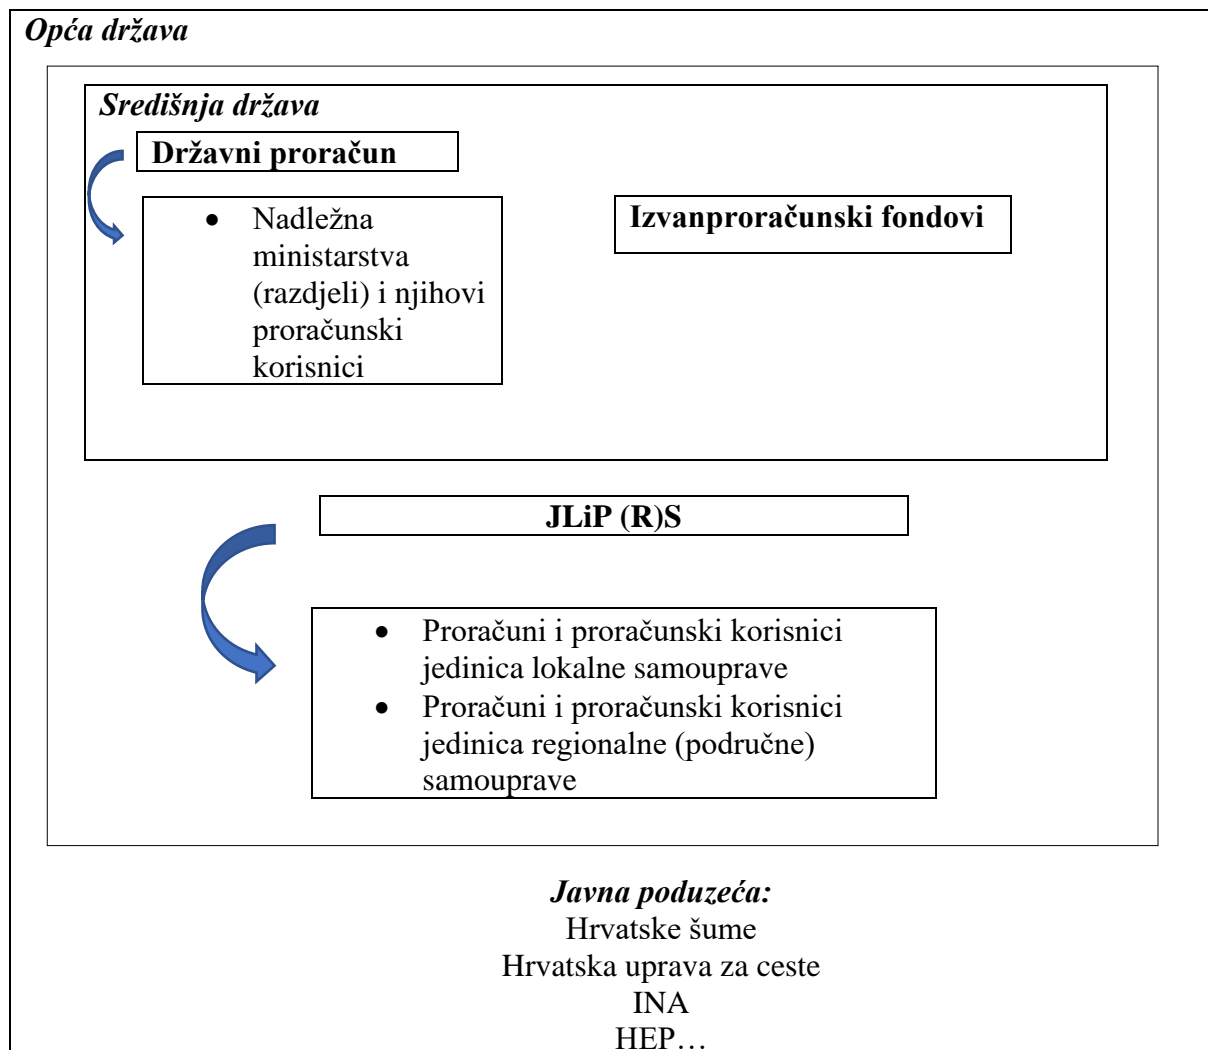 Opća država
Središnja država
Državni proračun
• Nadležna
ministarstva
(razdjeli) i njihovi
proračunski
korisnici
Izvanproračunski fondovi
JLiP (R)S
• Proračuni i proračunski korisnici
jedinica lokalne samouprave
• Proračuni i proračunski korisnici
jedinica regionalne (područne)
samouprave
Javna poduzeća:
Hrvatske šume
Hrvatska uprava za ceste
INA
HEP…